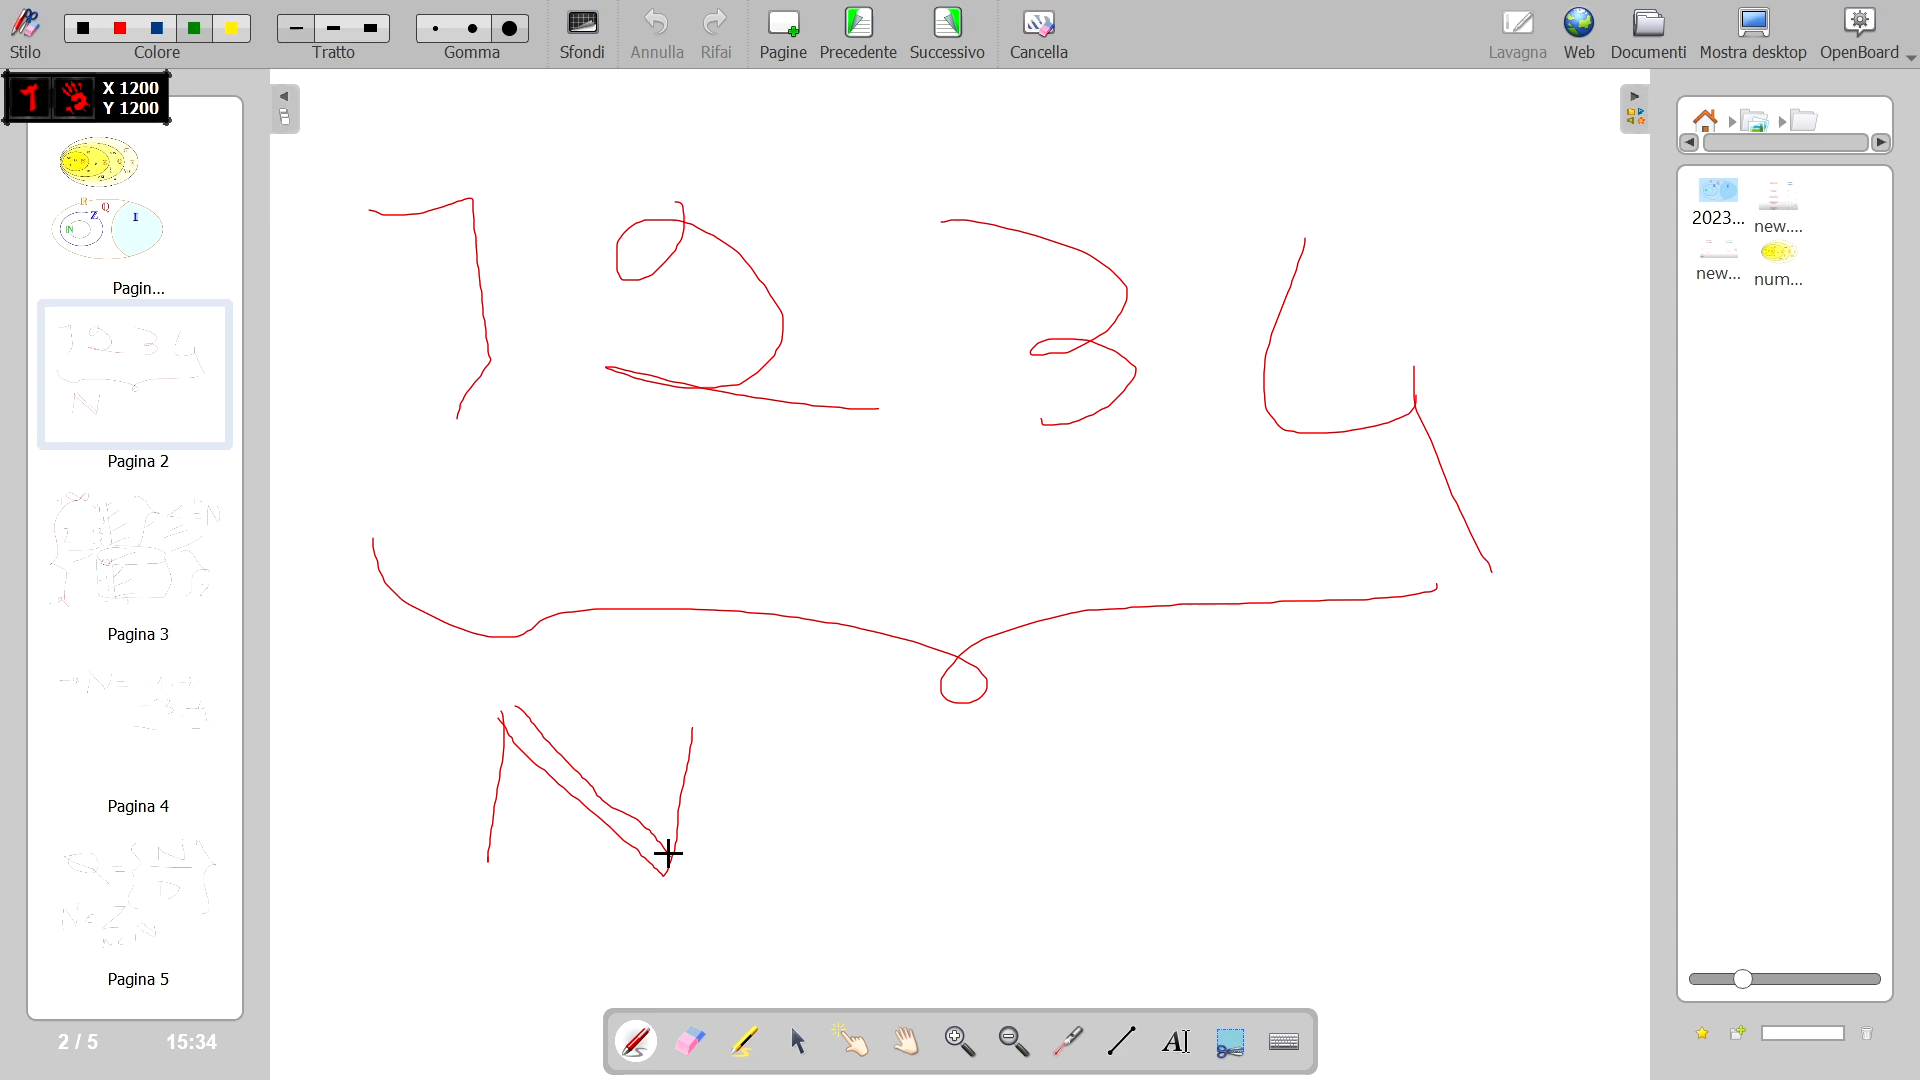 Stilo Colore Tratto Gomma Sfondi Annulla Rifai Pagine Precedente Successivo Cancella Lavagna Web Documenti Mostra desktop OpenBoard
X 1200
Y 1200
R
Q
Z
I
N
Pagin...
Pagina 2
Pagina 3
Pagina 4
Pagina 5
2 / 5 15:34
1 2 3 4
N
2023...
new....
new...
num...
AI